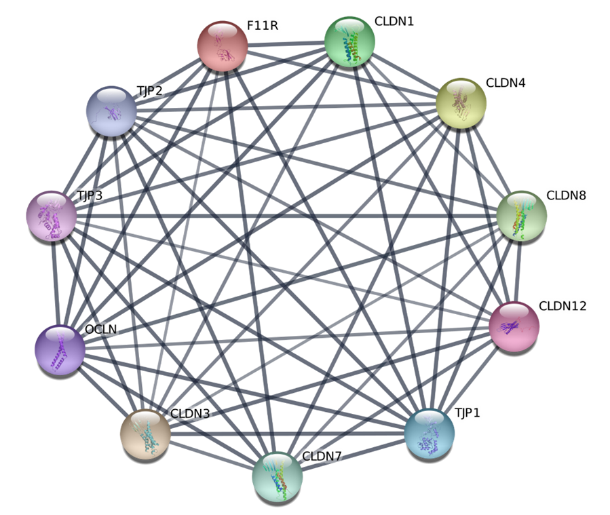 F11R
CLDN1
CLDN4
TJP2
TJP3
CLDN8
CLDN12
OCLN
CLDN3
TJP1
CLDN7